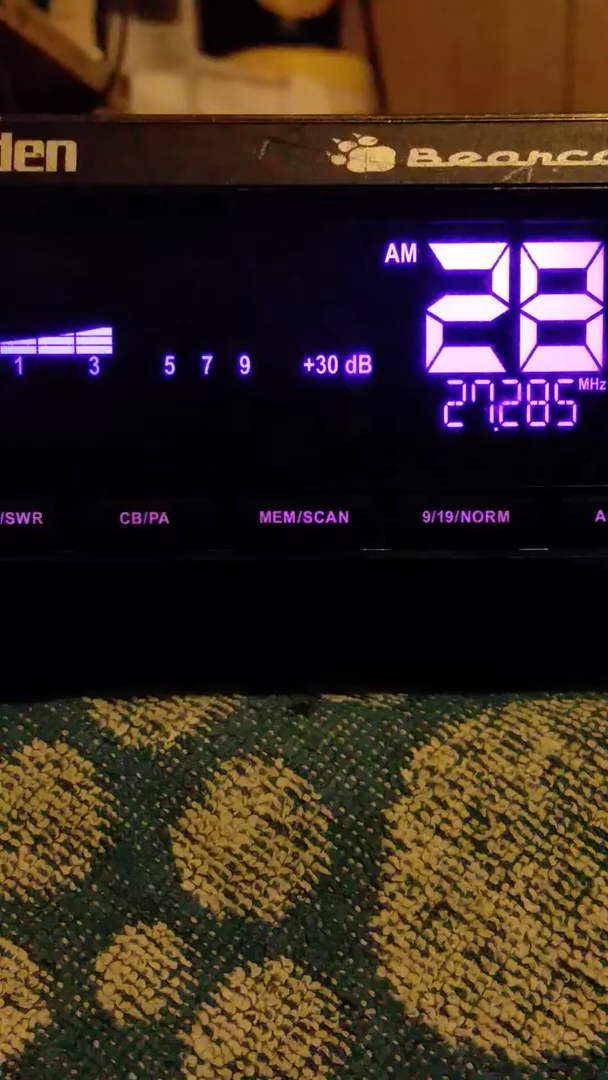 den Bearca
AM 28
1 3 5 7 9 +30 dB
27.285 MHz
/SWR CB/PA MEM/SCAN 9/19/NORM A